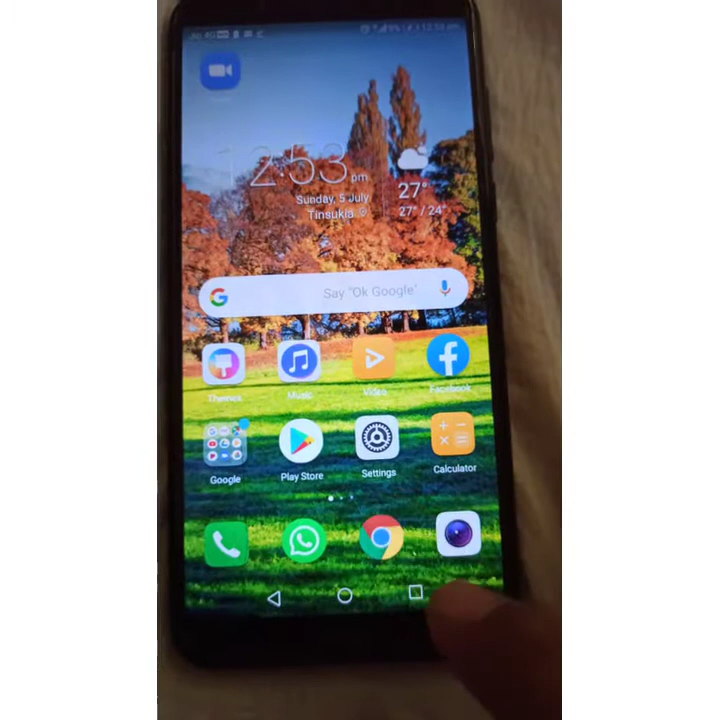 12:53 pm
Sunday, 5 July
Tinsukia
27°
27° / 24°
G
Say "Ok Google"
Themes
Music
Video
Facebook
Google
Play Store
Settings
Calculator